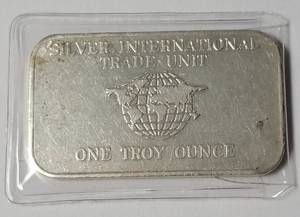 SILVER INTERNATIONAL
TRADE UNIT
ONE TROY OUNCE